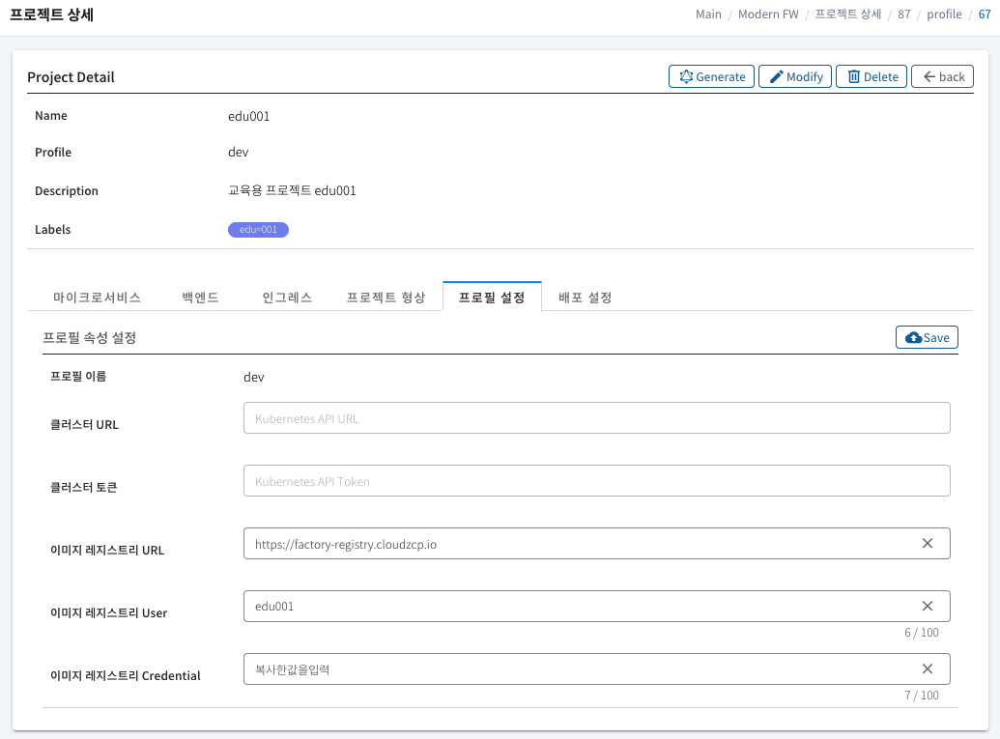 프로젝트 상세
Main / Modern FW / 프로젝트 상세 / 87 / profile / 67
Project Detail
Generate Modify Delete back
Name edu001
Profile dev
Description 교육용 프로젝트 edu001
Labels edu=001
마이크로서비스 백엔드 인그레스 프로젝트 형상 프로필 설정 배포 설정
프로필 속성 설정 Save
프로필 이름 dev
클러스터 URL Kubernetes API URL
클러스터 토큰 Kubernetes API Token
이미지 레지스트리 URL https://factory-registry.cloudzcp.io
이미지 레지스트리 User edu001
6 / 100
이미지 레지스트리 Credential 복사한값을입력
7 / 100